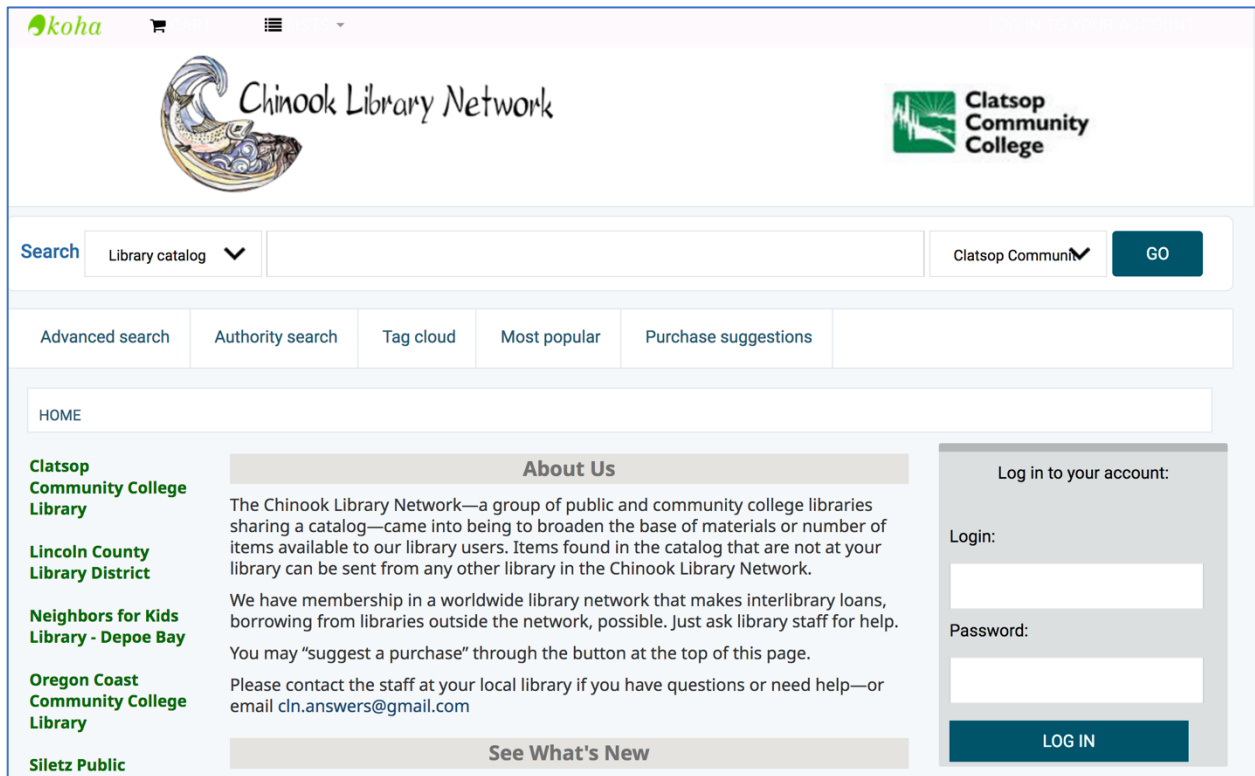 koha
Chinook Library Network
Clatsop
Community
College
Search
Library catalog
Clatsop Communit
GO
Advanced search
Authority search
Tag cloud
Most popular
Purchase suggestions
HOME
Clatsop
Community College
Library
Lincoln County
Library District
Neighbors for Kids
Library - Depoe Bay
Oregon Coast
Community College
Library
Siletz Public
About Us
The Chinook Library Network—a group of public and community college libraries
sharing a catalog—came into being to broaden the base of materials or number of
items available to our library users. Items found in the catalog that are not at your
library can be sent from any other library in the Chinook Library Network.
We have membership in a worldwide library network that makes interlibrary loans,
borrowing from libraries outside the network, possible. Just ask library staff for help.
You may “suggest a purchase” through the button at the top of this page.
Please contact the staff at your local library if you have questions or need help—or
email cln.answers@gmail.com
See What's New
Log in to your account:
Login:
Password:
LOG IN